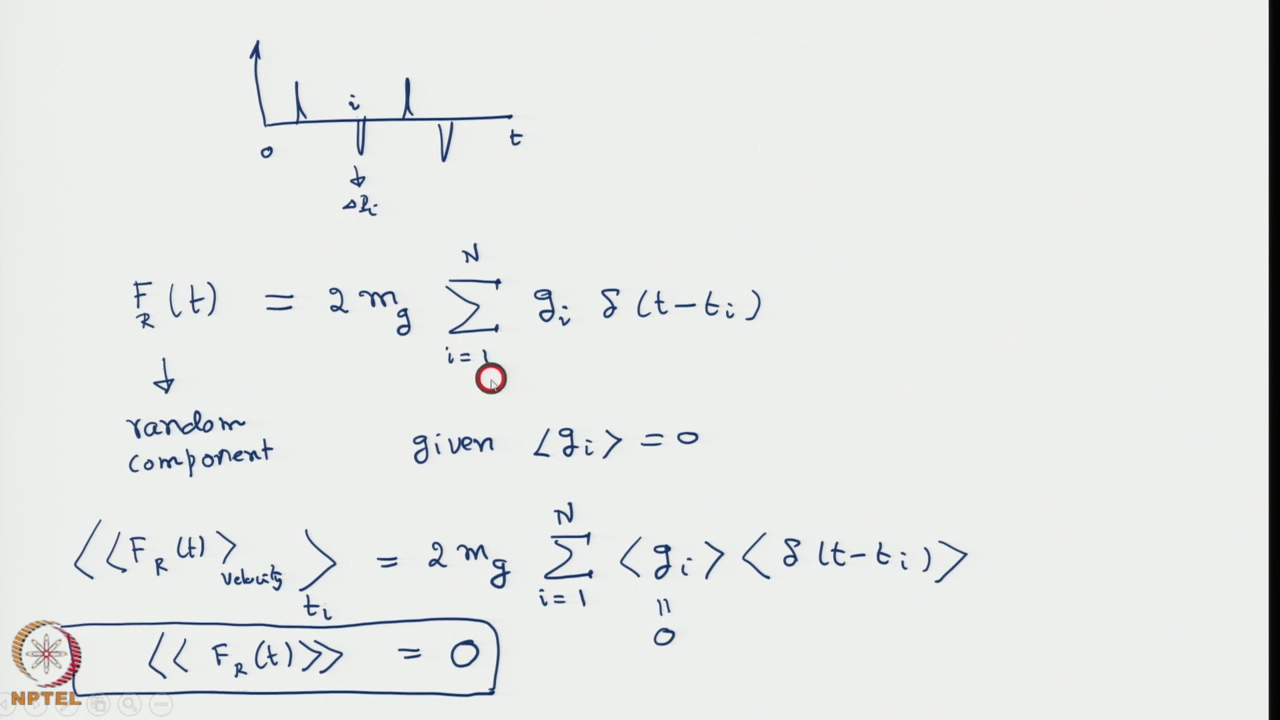 i
0
t
Δp_i
N
F_R(t) = 2 m_g ∑ g_i δ(t-t_i)
i=1
↓
random
component
given ⟨g_i⟩ = 0
N
⟨⟨F_R(t)⟩_velocity⟩_{t_i} = 2 m_g ∑ ⟨g_i⟩⟨δ(t-t_i)⟩
i=1
"
0
⟨⟨F_R(t)⟩⟩ = 0
NPTEL